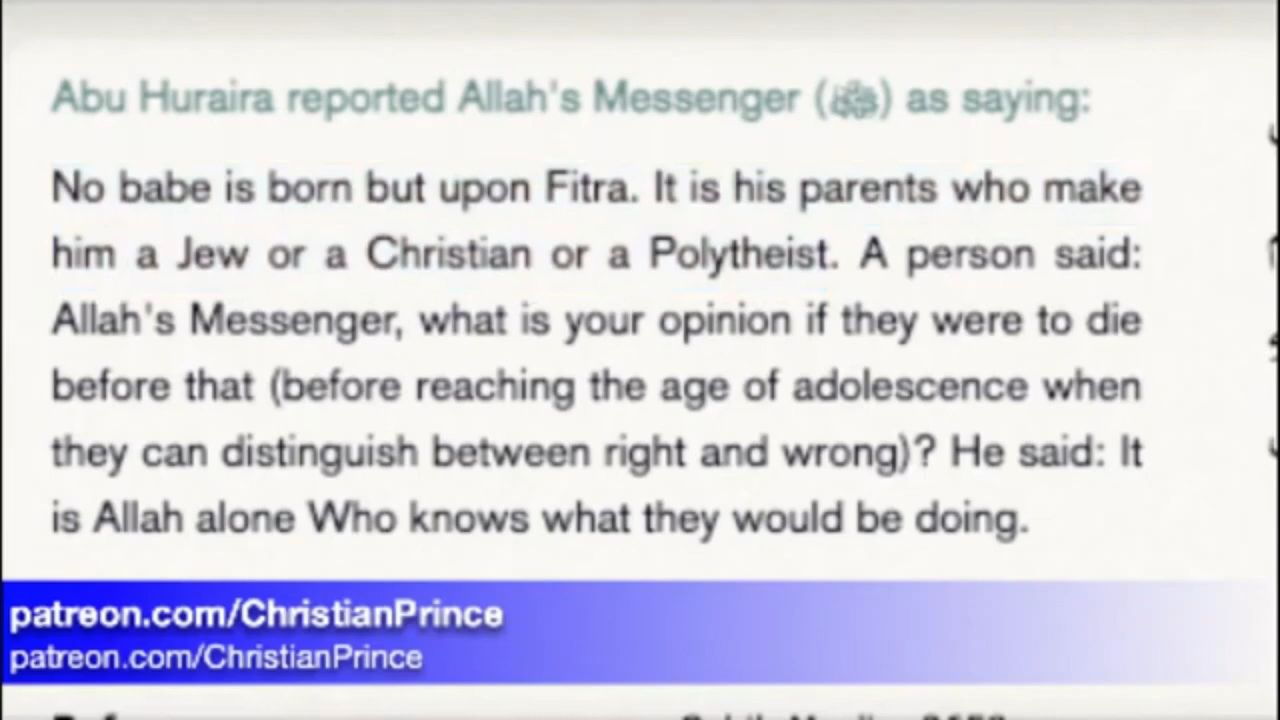 Abu Huraira reported Allah's Messenger (ﷺ) as saying:
No babe is born but upon Fitra. It is his parents who make
him a Jew or a Christian or a Polytheist. A person said:
Allah's Messenger, what is your opinion if they were to die
before that (before reaching the age of adolescence when
they can distinguish between right and wrong)? He said: It
is Allah alone Who knows what they would be doing.
patreon.com/ChristianPrince
patreon.com/ChristianPrince